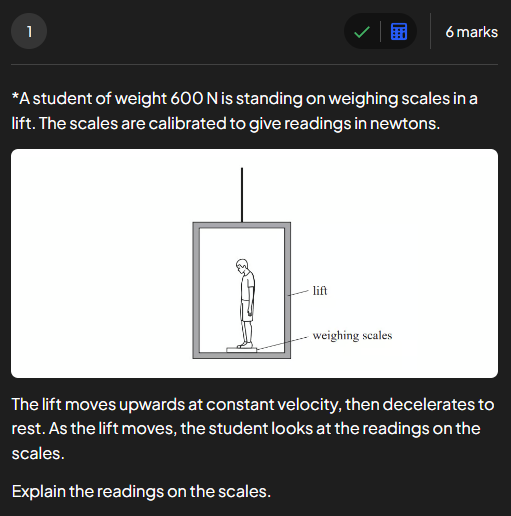 1
6 marks
*A student of weight 600 N is standing on weighing scales in a
lift. The scales are calibrated to give readings in newtons.
lift
weighing scales
The lift moves upwards at constant velocity, then decelerates to
rest. As the lift moves, the student looks at the readings on the
scales.
Explain the readings on the scales.